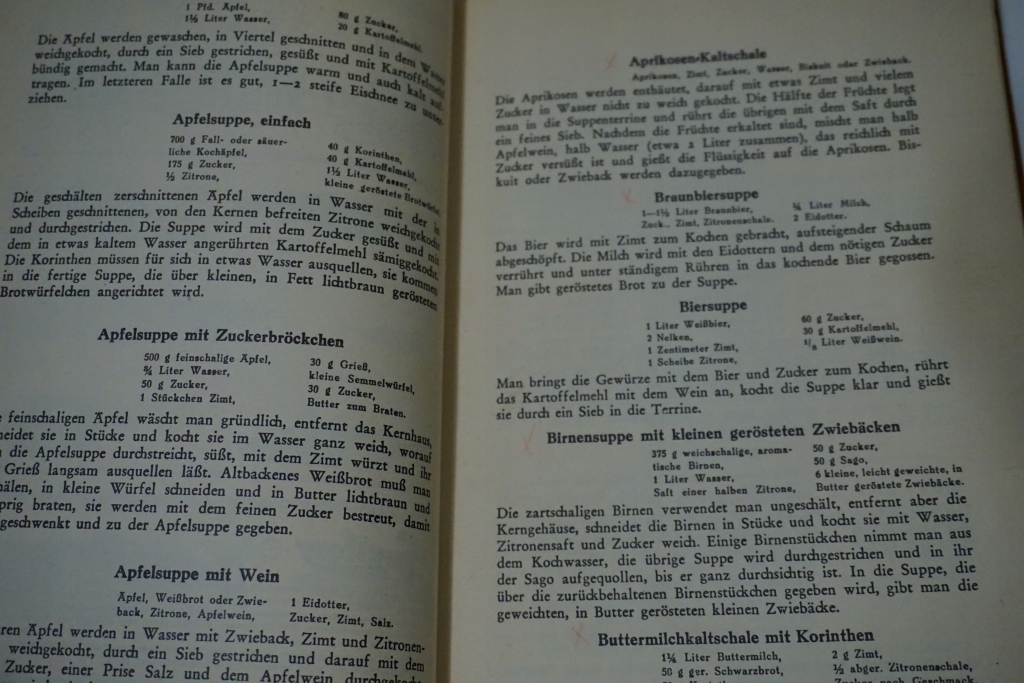 1 Pfd. Äpfel,
1½ Liter Wasser,
80 g Zucker,
20 g Kartoffelmehl.
Die Äpfel werden gewaschen, in Viertel geschnitten und in dem Wasser
weichgekocht, durch ein Sieb gestrichen, gesüßt und mit Kartoffelmehl
bündig gemacht. Man kann die Apfelsuppe warm und auch kalt auf-
tragen. Im letzteren Falle ist es gut, 1—2 steife Eischnee zu unter-
ziehen.
Apfelsuppe, einfach
700 g Fall- oder säuer-
liche Kochäpfel,
175 g Zucker,
½ Zitrone,
40 g Korinthen,
40 g Kartoffelmehl,
1½ Liter Wasser,
kleine geröstete Brotwürfel.
Die geschälten zerschnittenen Äpfel werden in Wasser mit der in
Scheiben geschnittenen, von den Kernen befreiten Zitrone weichgekocht
und durchgestrichen. Die Suppe wird mit dem Zucker gesüßt und mit
dem in etwas kaltem Wasser angerührten Kartoffelmehl sämiggekocht.
Die Korinthen müssen für sich in etwas Wasser ausquellen, sie kommen
in die fertige Suppe, die über kleinen, in Fett lichtbraun gerösteten
Brotwürfelchen angerichtet wird.
Apfelsuppe mit Zuckerbröckchen
500 g feinschalige Äpfel,
¾ Liter Wasser,
50 g Zucker,
1 Stückchen Zimt,
30 g Grieß,
kleine Semmelwürfel,
30 g Zucker,
Butter zum Braten.
feinschaligen Äpfel wäscht man gründlich, entfernt das Kernhaus,
neidet sie in Stücke und kocht sie im Wasser ganz weich, worauf
die Apfelsuppe durchstreicht, süßt, mit dem Zimt würzt und ihr
Grieß langsam ausquellen läßt. Altbackenes Weißbrot muß man
älen, in kleine Würfel schneiden und in Butter lichtbraun und
prig braten, sie werden mit dem feinen Zucker bestreut, damit
geschwenkt und zu der Apfelsuppe gegeben.
Apfelsuppe mit Wein
Äpfel, Weißbrot oder Zwie-
back, Zitrone, Apfelwein,
1 Eidotter,
Zucker, Zimt, Salz.
ren Äpfel werden in Wasser mit Zwieback, Zimt und Zitronen-
weichgekocht, durch ein Sieb gestrichen und darauf mit dem
Zucker, einer Prise Salz und dem Apfelwein durchgekocht
Aprikosen-Kaltschale
Aprikosen, Zimt, Zucker, Wasser, Biskuit oder Zwieback.
Die Aprikosen werden enthäutet, darauf mit etwas Zimt und vielem
Zucker in Wasser nicht zu weich gekocht. Die Hälfte der Früchte legt
man in die Suppenterrine und rührt die übrigen mit dem Saft durch
ein feines Sieb. Nachdem die Früchte erkaltet sind, mischt man halb
Apfelwein, halb Wasser (etwa 2 Liter zusammen), das reichlich mit
Zucker versüßt ist und gießt die Flüssigkeit auf die Aprikosen. Bis-
kuit oder Zwieback werden dazugegeben.
Braunbiersuppe
1—1½ Liter Braunbier,
Zuck., Zimt, Zitronenschale.
¼ Liter Milch,
2 Eidotter.
Das Bier wird mit Zimt zum Kochen gebracht, aufsteigender Schaum
abgeschöpft. Die Milch wird mit den Eidottern und dem nötigen Zucker
verrührt und unter ständigem Rühren in das kochende Bier gegossen.
Man gibt geröstetes Brot zu der Suppe.
Biersuppe
1 Liter Weißbier,
2 Nelken,
1 Zentimeter Zimt,
1 Scheibe Zitrone,
60 g Zucker,
30 g Kartoffelmehl,
⅛ Liter Weißwein.
Man bringt die Gewürze mit dem Bier und Zucker zum Kochen, rührt
das Kartoffelmehl mit dem Wein an, kocht die Suppe klar und gießt
sie durch ein Sieb in die Terrine.
Birnensuppe mit kleinen gerösteten Zwiebäcken
375 g weichschalige, aroma-
tische Birnen,
1 Liter Wasser,
Saft einer halben Zitrone,
50 g Zucker,
50 g Sago,
6 kleine, leicht geweichte, in
Butter geröstete Zwiebäcke.
Die zartschaligen Birnen verwendet man ungeschält, entfernt aber die
Kerngehäuse, schneidet die Birnen in Stücke und kocht sie mit Wasser,
Zitronensaft und Zucker weich. Einige Birnenstückchen nimmt man aus
dem Kochwasser, die übrige Suppe wird durchgestrichen und in ihr
der Sago aufgequollen, bis er ganz durchsichtig ist. In die Suppe, die
über die zurückbehaltenen Birnenstückchen gegeben wird, gibt man die
geweichten, in Butter gerösteten kleinen Zwiebäcke.
Buttermilchkaltschale mit Korinthen
1¼ Liter Buttermilch,
50 g ger. Schwarzbrot,
2 g Zimt,
½ abger. Zitronenschale,
Zucker nach Geschmack